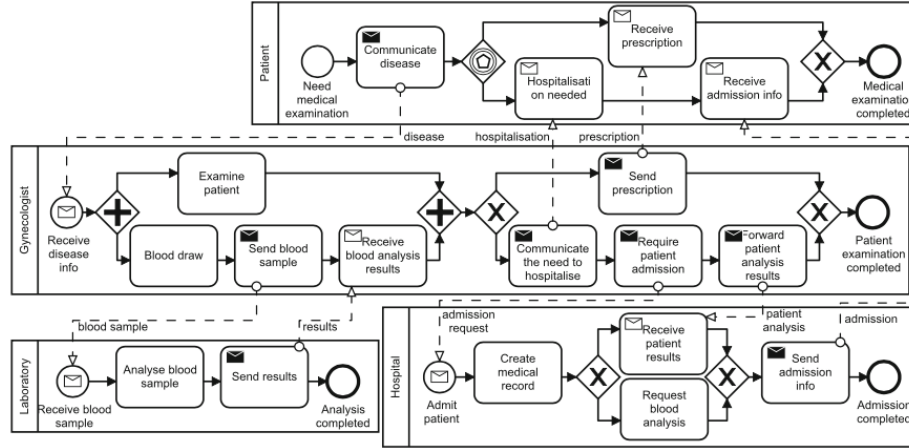 Patient
Need
medical
examination
Communicate
disease
Receive
prescription
Hospitalisati
on needed
Receive
admission info
Medical
examination
completed
disease
hospitalisation
prescription
Gynecologist
Receive
disease
info
Examine
patient
Blood draw
Send blood
sample
Receive
blood analysis
results
Send
prescription
Communicate
the need to
hospitalise
Require
patient
admission
Forward
patient
analysis
results
Patient
examination
completed
blood sample
results
admission
request
patient
analysis
admission
Laboratory
Receive blood
sample
Analyse blood
sample
Send results
Analysis
completed
Hospital
Admit
patient
Create
medical
record
Receive
patient
results
Request
blood
analysis
Send
admission
info
Admission
completed